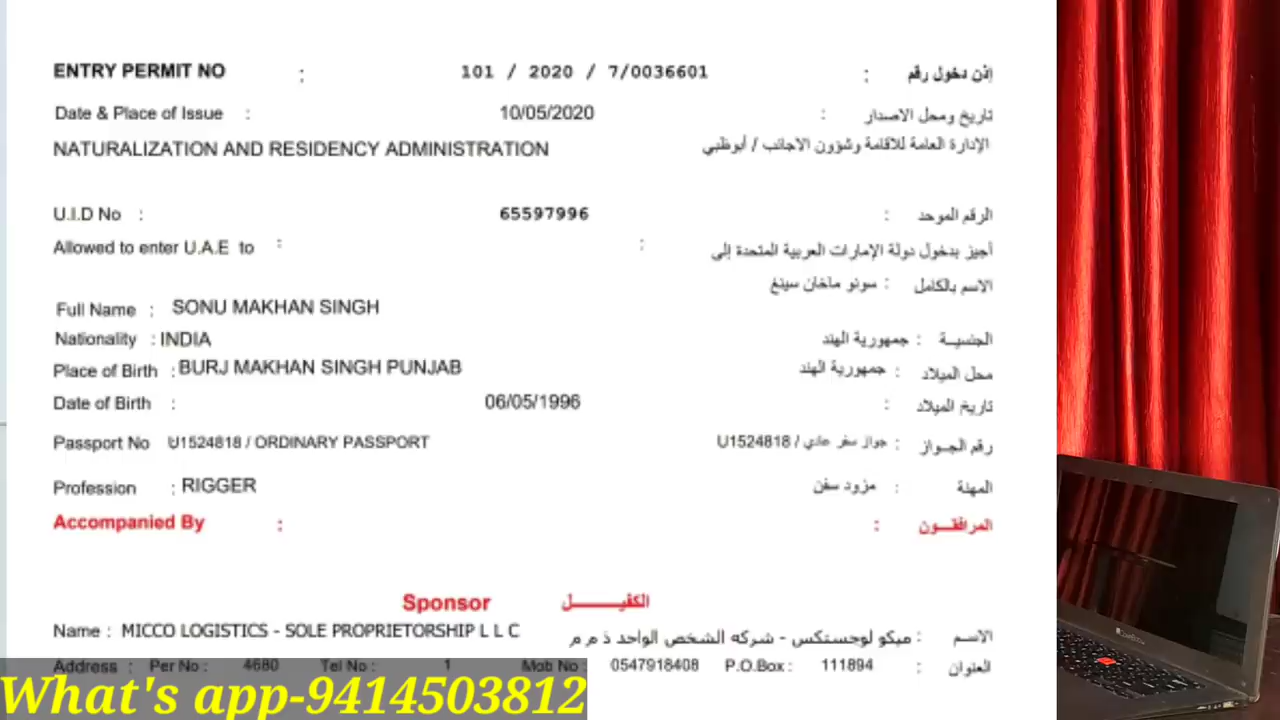 ENTRY PERMIT NO : 101 / 2020 / 7/0036601 : إذن دخول رقم
Date & Place of Issue : 10/05/2020 : تاريخ ومحل الاصدار
NATURALIZATION AND RESIDENCY ADMINISTRATION الإدارة العامة للاقامة وشؤون الاجانب / أبوظبي
U.I.D No : 65597996 : الرقم الموحد
Allowed to enter U.A.E to : : أجيز بدخول دولة الإمارات العربية المتحدة إلى
الاسم بالكامل : سونو ماخان سينغ
Full Name : SONU MAKHAN SINGH
Nationality : INDIA الجنسيـة : جمهورية الهند
Place of Birth : BURJ MAKHAN SINGH PUNJAB محل الميلاد : جمهورية الهند
Date of Birth : 06/05/1996 : تاريخ الميلاد
Passport No U1524818 / ORDINARY PASSPORT رقم الجـواز : جواز سفر عادي / U1524818
Profession : RIGGER المهنة : مزود سفن
Accompanied By : : المرافقــون
Sponsor الكفيـــــــل
Name : MICCO LOGISTICS - SOLE PROPRIETORSHIP L L C الاسـم : ميكو لوجستكس - شركه الشخص الواحد ذ م م
Address : Per No : 4680 Tel No : 1 Mob No : 0547918408 P.O.Box : 111894 : العنوان
What's app-9414503812